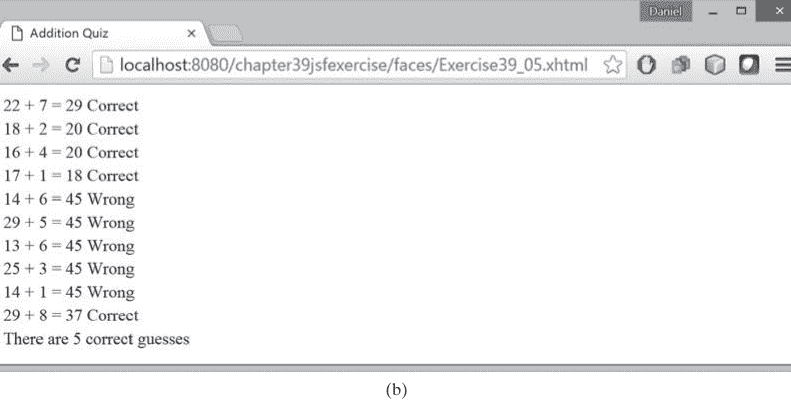 Daniel
Addition Quiz
localhost:8080/chapter39jsfexercise/faces/Exercise39_05.xhtml
22 + 7 = 29 Correct
18 + 2 = 20 Correct
16 + 4 = 20 Correct
17 + 1 = 18 Correct
14 + 6 = 45 Wrong
29 + 5 = 45 Wrong
13 + 6 = 45 Wrong
25 + 3 = 45 Wrong
14 + 1 = 45 Wrong
29 + 8 = 37 Correct
There are 5 correct guesses
(b)